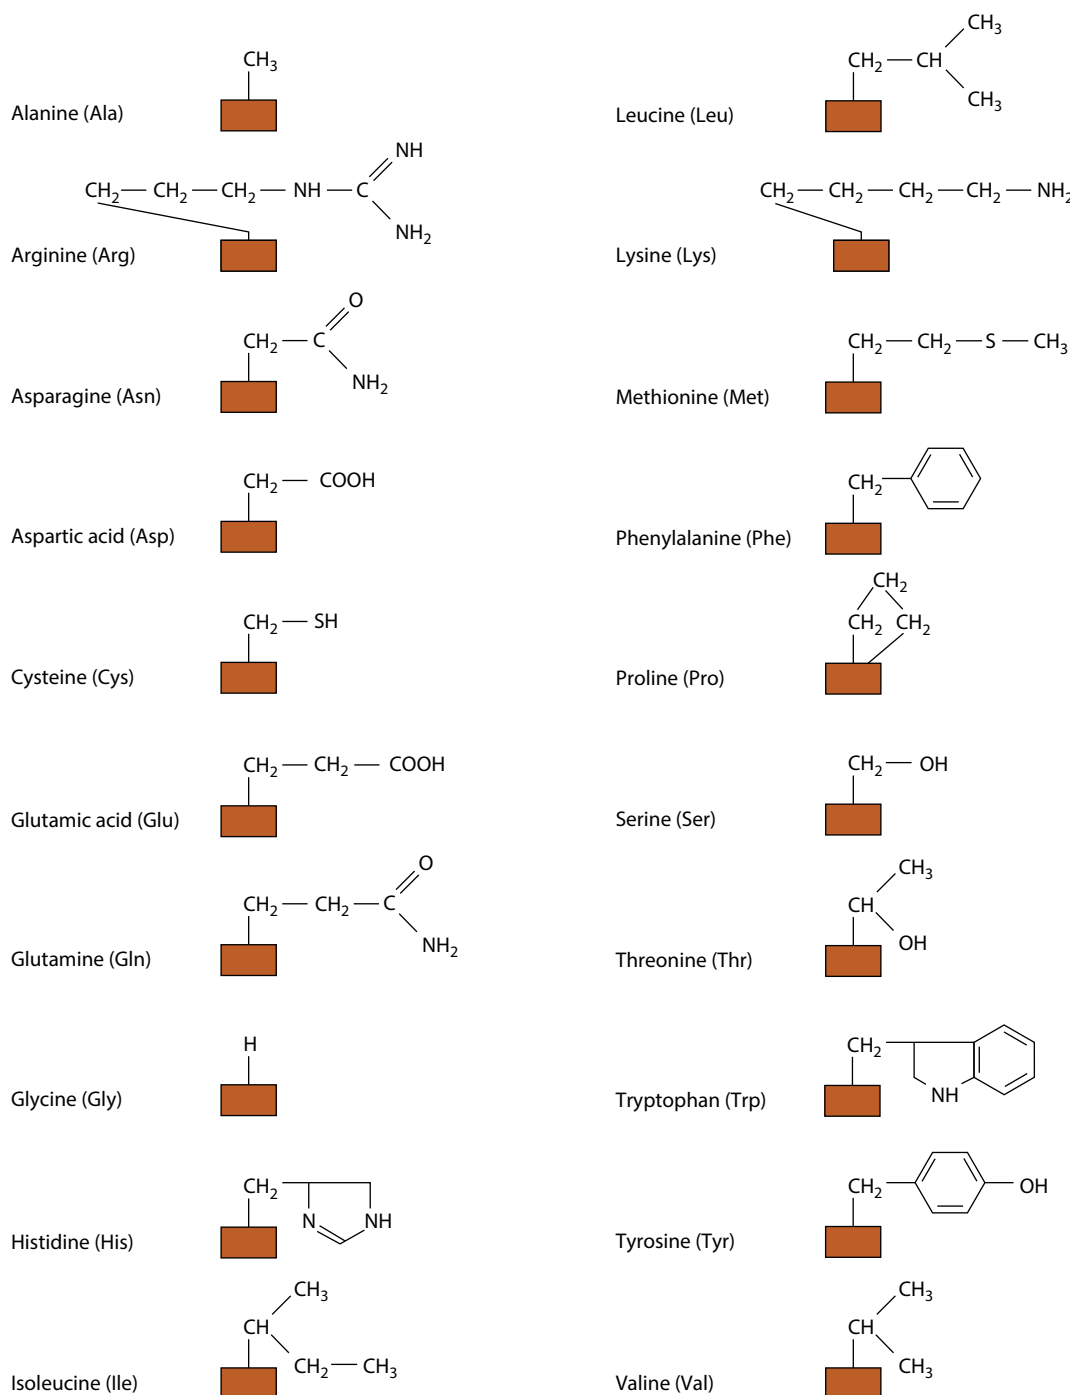 CH3
Alanine (Ala)
NH
CH2 CH2 CH2 NH C
NH2
Arginine (Arg)
O
CH2 C
NH2
Asparagine (Asn)
CH2 COOH
Aspartic acid (Asp)
CH2 SH
Cysteine (Cys)
CH2 CH2 COOH
Glutamic acid (Glu)
O
CH2 CH2 C
NH2
Glutamine (Gln)
H
Glycine (Gly)
CH2
N NH
Histidine (His)
CH3
CH
CH2 CH3
Isoleucine (Ile)
CH3
CH2 CH
CH3
Leucine (Leu)
CH2 CH2 CH2 CH2 NH2
Lysine (Lys)
CH2 CH2 S CH3
Methionine (Met)
CH2
Phenylalanine (Phe)
CH2
CH2 CH2
Proline (Pro)
CH2 OH
Serine (Ser)
CH3
CH
OH
Threonine (Thr)
CH2
NH
Tryptophan (Trp)
CH2 OH
Tyrosine (Tyr)
CH3
CH
CH3
Valine (Val)